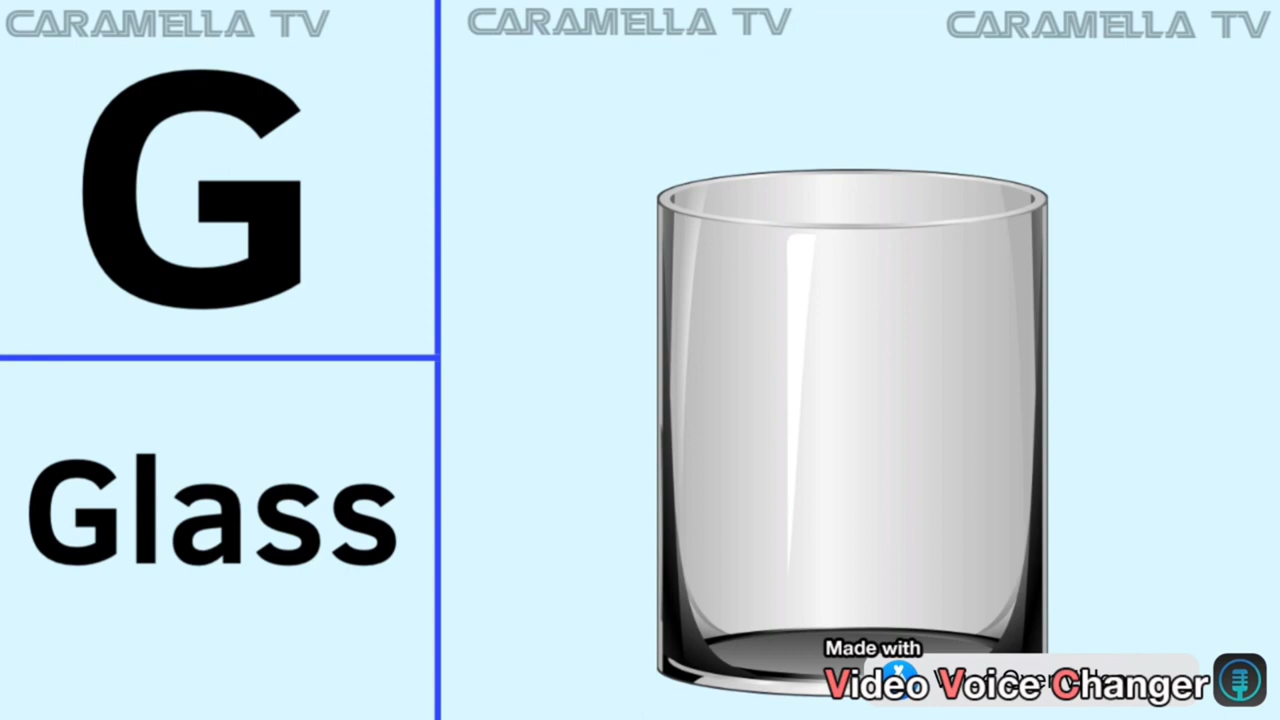 CARAMELLA TV
CARAMELLA TV
CARAMELLA TV
G
Glass
Made with
Video Voice Changer